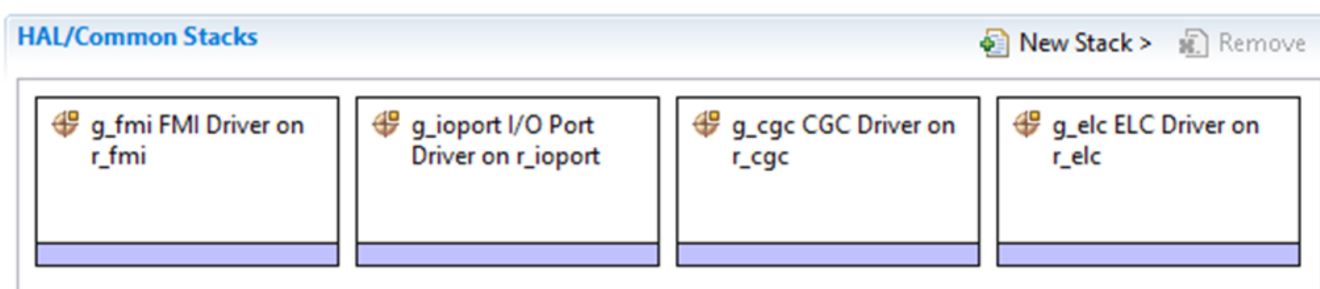 HAL/Common Stacks
New Stack >
Remove
g_fmi FMI Driver on
r_fmi
g_ioport I/O Port
Driver on r_ioport
g_cgc CGC Driver on
r_cgc
g_elc ELC Driver on
r_elc